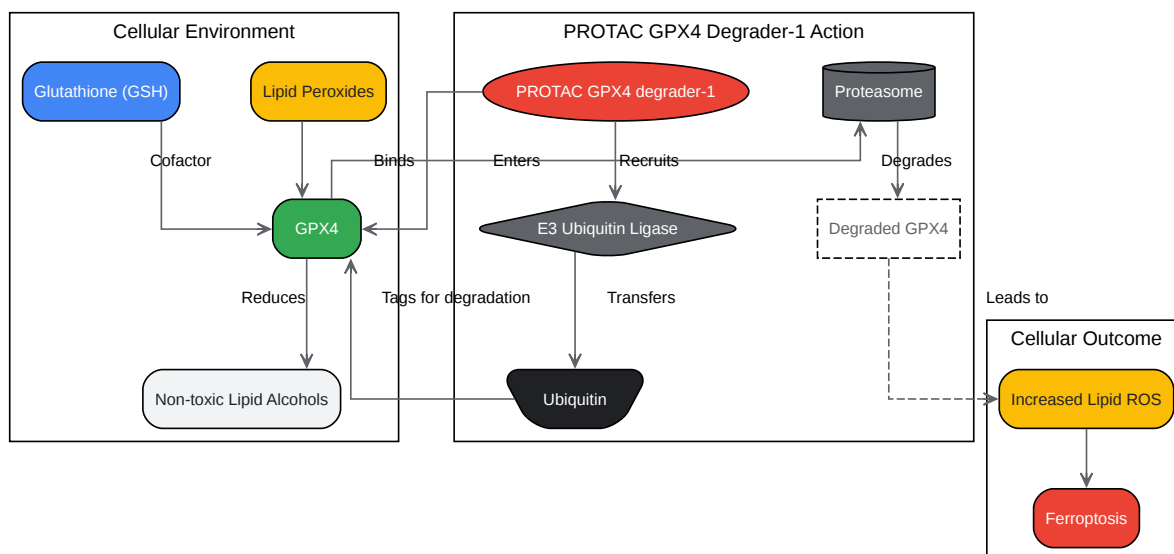 Cellular Environment
PROTAC GPX4 Degrader-1 Action
Glutathione (GSH)
Lipid Peroxides
PROTAC GPX4 degrader-1
Proteasome
Cofactor
Binds
Enters
Recruits
Degrades
GPX4
E3 Ubiquitin Ligase
Degraded GPX4
Reduces
Tags for degradation
Transfers
Leads to
Cellular Outcome
Non-toxic Lipid Alcohols
Ubiquitin
Increased Lipid ROS
Ferroptosis